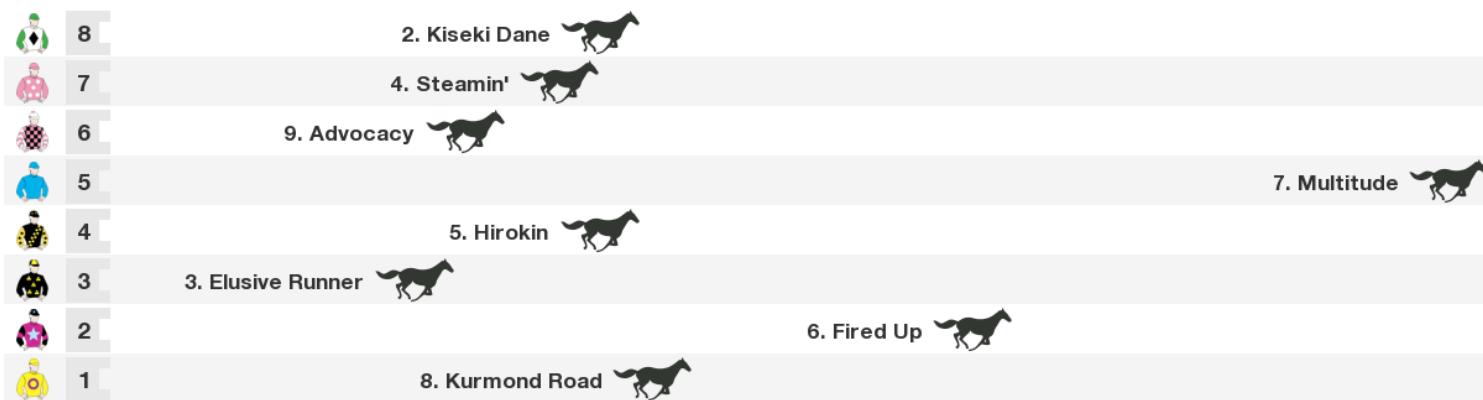 8 2. Kiseki Dane
7 4. Steamin'
6 9. Advocacy
5 7. Multitude
4 5. Hirokin
3 3. Elusive Runner
2 6. Fired Up
1 8. Kurmond Road